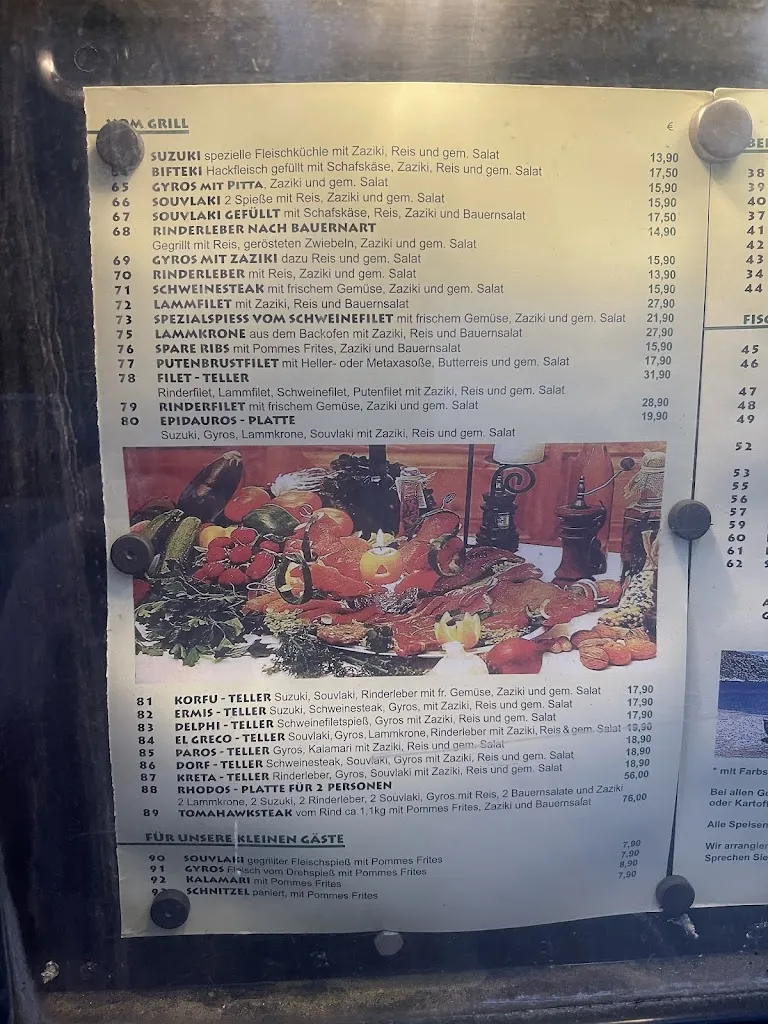 VOM GRILL
€
SUZUKI spezielle Fleischküchle mit Zaziki, Reis und gem. Salat 13,90
BIFTEKI Hackfleisch gefüllt mit Schafskäse, Zaziki, Reis und gem. Salat 17,50
65 GYROS MIT PITTA, Zaziki und gem. Salat 15,90
66 SOUVLAKI 2 Spieße mit Reis, Zaziki und gem. Salat 15,90
67 SOUVLAKI GEFÜLLT mit Schafskäse, Reis, Zaziki und Bauernsalat 17,50
68 RINDERLEBER NACH BAUERNART 14,90
Gegrillt mit Reis, gerösteten Zwiebeln, Zaziki und gem. Salat
69 GYROS MIT ZAZIKI dazu Reis und gem. Salat 15,90
70 RINDERLEBER mit Reis, Zaziki und gem. Salat 13,90
71 SCHWEINESTEAK mit frischem Gemüse, Zaziki und gem. Salat 15,90
72 LAMMFILET mit Zaziki, Reis und Bauernsalat 27,90
73 SPEZIALSPIESS VOM SCHWEINEFILET mit frischem Gemüse, Zaziki und gem. Salat 21,90
75 LAMMKRONE aus dem Backofen mit Zaziki, Reis und Bauernsalat 27,90
76 SPARE RIBS mit Pommes Frites, Zaziki und Bauernsalat 15,90
77 PUTENBRUSTFILET mit Heller- oder Metaxasoße, Butterreis und gem. Salat 17,90
78 FILET - TELLER 31,90
Rinderfilet, Lammfilet, Schweinefilet, Putenfilet mit Zaziki, Reis und gem. Salat
79 RINDERFILET mit frischem Gemüse, Zaziki und gem. Salat 28,90
80 EPIDAUROS - PLATTE 19,90
Suzuki, Gyros, Lammkrone, Souvlaki mit Zaziki, Reis und gem. Salat
81 KORFU - TELLER Suzuki, Souvlaki, Rinderleber mit fr. Gemüse, Zaziki und gem. Salat 17,90
82 ERMIS - TELLER Suzuki, Schweinesteak, Gyros, mit Zaziki, Reis und gem. Salat 17,90
83 DELPHI - TELLER Schweinefiletspieß, Gyros mit Zaziki, Reis und gem. Salat 17,90
84 EL GRECO - TELLER Souvlaki, Gyros, Lammkrone, Rinderleber mit Zaziki, Reis & gem. Salat 19,90
85 PAROS - TELLER Gyros, Kalamari mit Zaziki, Reis und gem. Salat 18,90
86 DORF - TELLER Schweinesteak, Souvlaki, Gyros mit Zaziki, Reis und gem. Salat 18,90
87 KRETA - TELLER Rinderleber, Gyros, Souvlaki mit Zaziki, Reis und gem. Salat 18,90
88 RHODOS - PLATTE FÜR 2 PERSONEN 56,00
2 Lammkrone, 2 Suzuki, 2 Rinderleber, 2 Souvlaki, Gyros mit Reis, 2 Bauernsalate und Zaziki
89 TOMAHAWKSTEAK vom Rind ca.1,1kg mit Pommes Frites, Zaziki und Bauernsalat 76,00
FÜR UNSERE KLEINEN GÄSTE
90 SOUVLAKI gegrillter Fleischspieß mit Pommes Frites 7,90
91 GYROS Fleisch vom Drehspieß mit Pommes Frites 7,90
92 KALAMARI mit Pommes Frites 8,90
SCHNITZEL paniert, mit Pommes Frites 7,90
BEI
38
39
40
41
42
43
34
44
FISC
45
46
47
48
49
52
53
55
56
57
59
60
61
62
* mit Farbs
Bei allen Ge
oder Kartof
Alle Speisen
Wir arrangier
Sprechen Sie